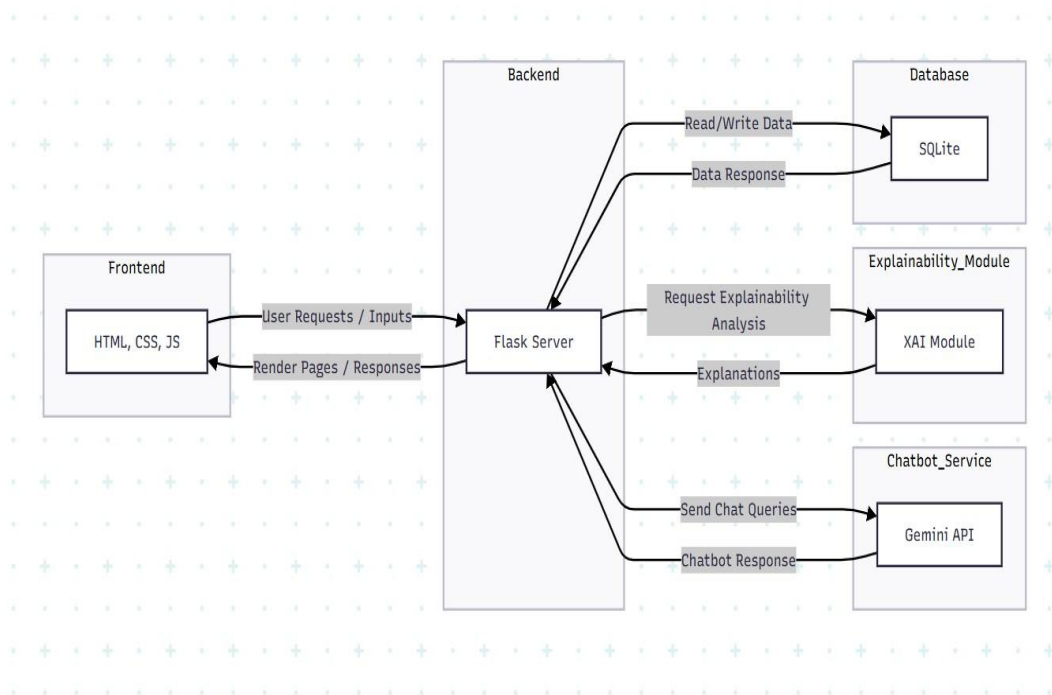 Backend
Database
Read/Write Data
SQLite
Data Response
Frontend
Explainability_Module
User Requests / Inputs
Request Explainability
Analysis
HTML, CSS, JS
Flask Server
XAI Module
Render Pages / Responses
Explanations
Chatbot_Service
Send Chat Queries
Gemini API
Chatbot Response